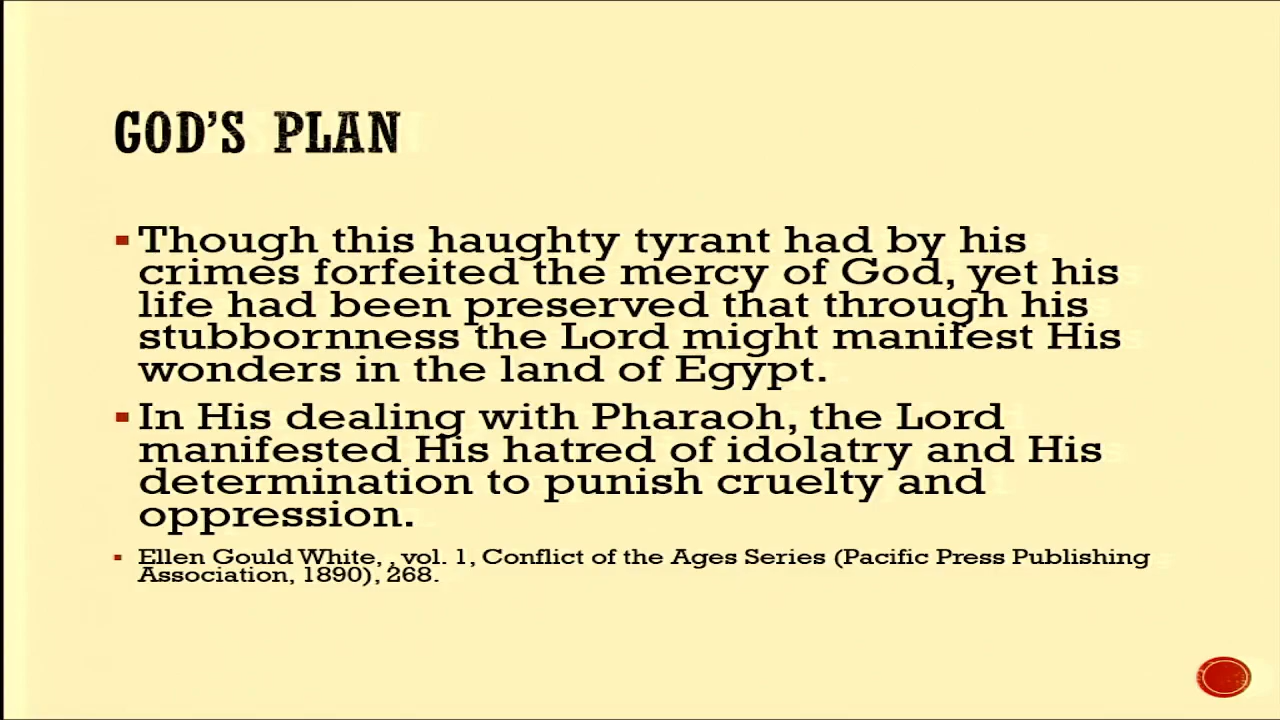 GOD'S PLAN
Though this haughty tyrant had by his
crimes forfeited the mercy of God, yet his
life had been preserved that through his
stubbornness the Lord might manifest His
wonders in the land of Egypt.
In His dealing with Pharaoh, the Lord
manifested His hatred of idolatry and His
determination to punish cruelty and
oppression.
Ellen Gould White, , vol. 1, Conflict of the Ages Series (Pacific Press Publishing
Association, 1890), 268.